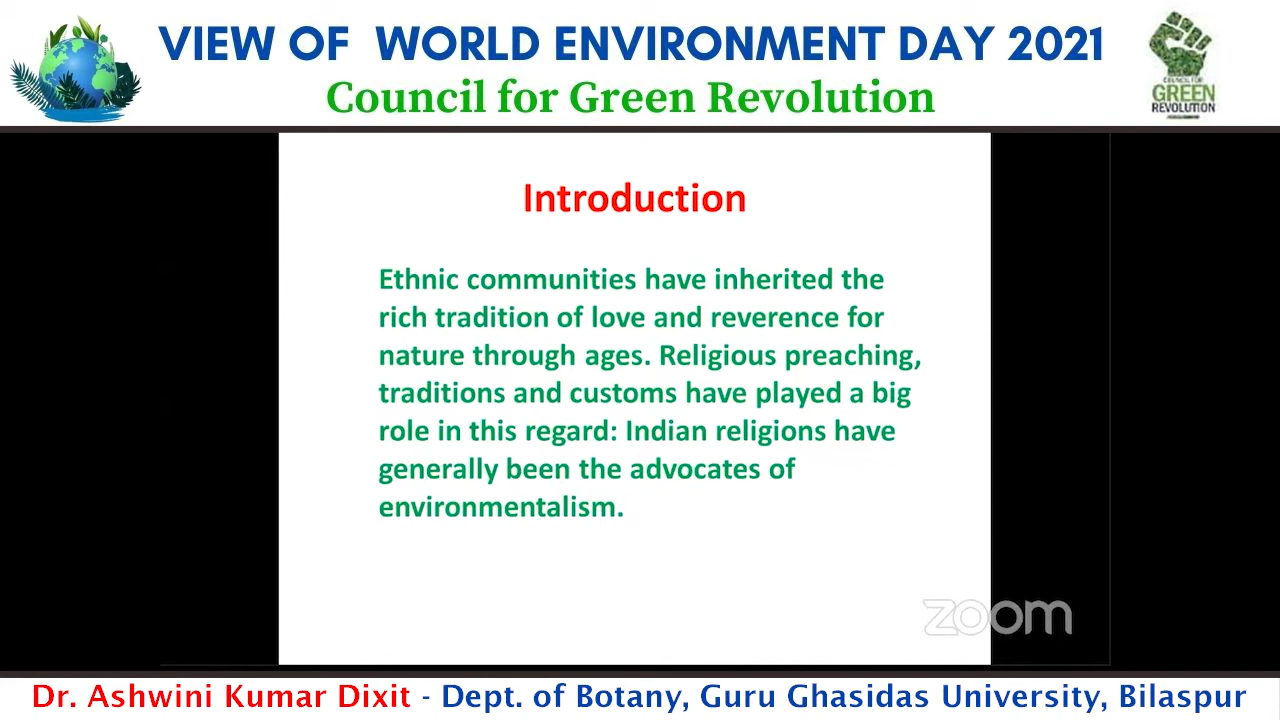 VIEW OF WORLD ENVIRONMENT DAY 2021
Council for Green Revolution
COUNCIL FOR
GREEN
REVOLUTION
Introduction
Ethnic communities have inherited the
rich tradition of love and reverence for
nature through ages. Religious preaching,
traditions and customs have played a big
role in this regard: Indian religions have
generally been the advocates of
environmentalism.
zoom
Dr. Ashwini Kumar Dixit - Dept. of Botany, Guru Ghasidas University, Bilaspur